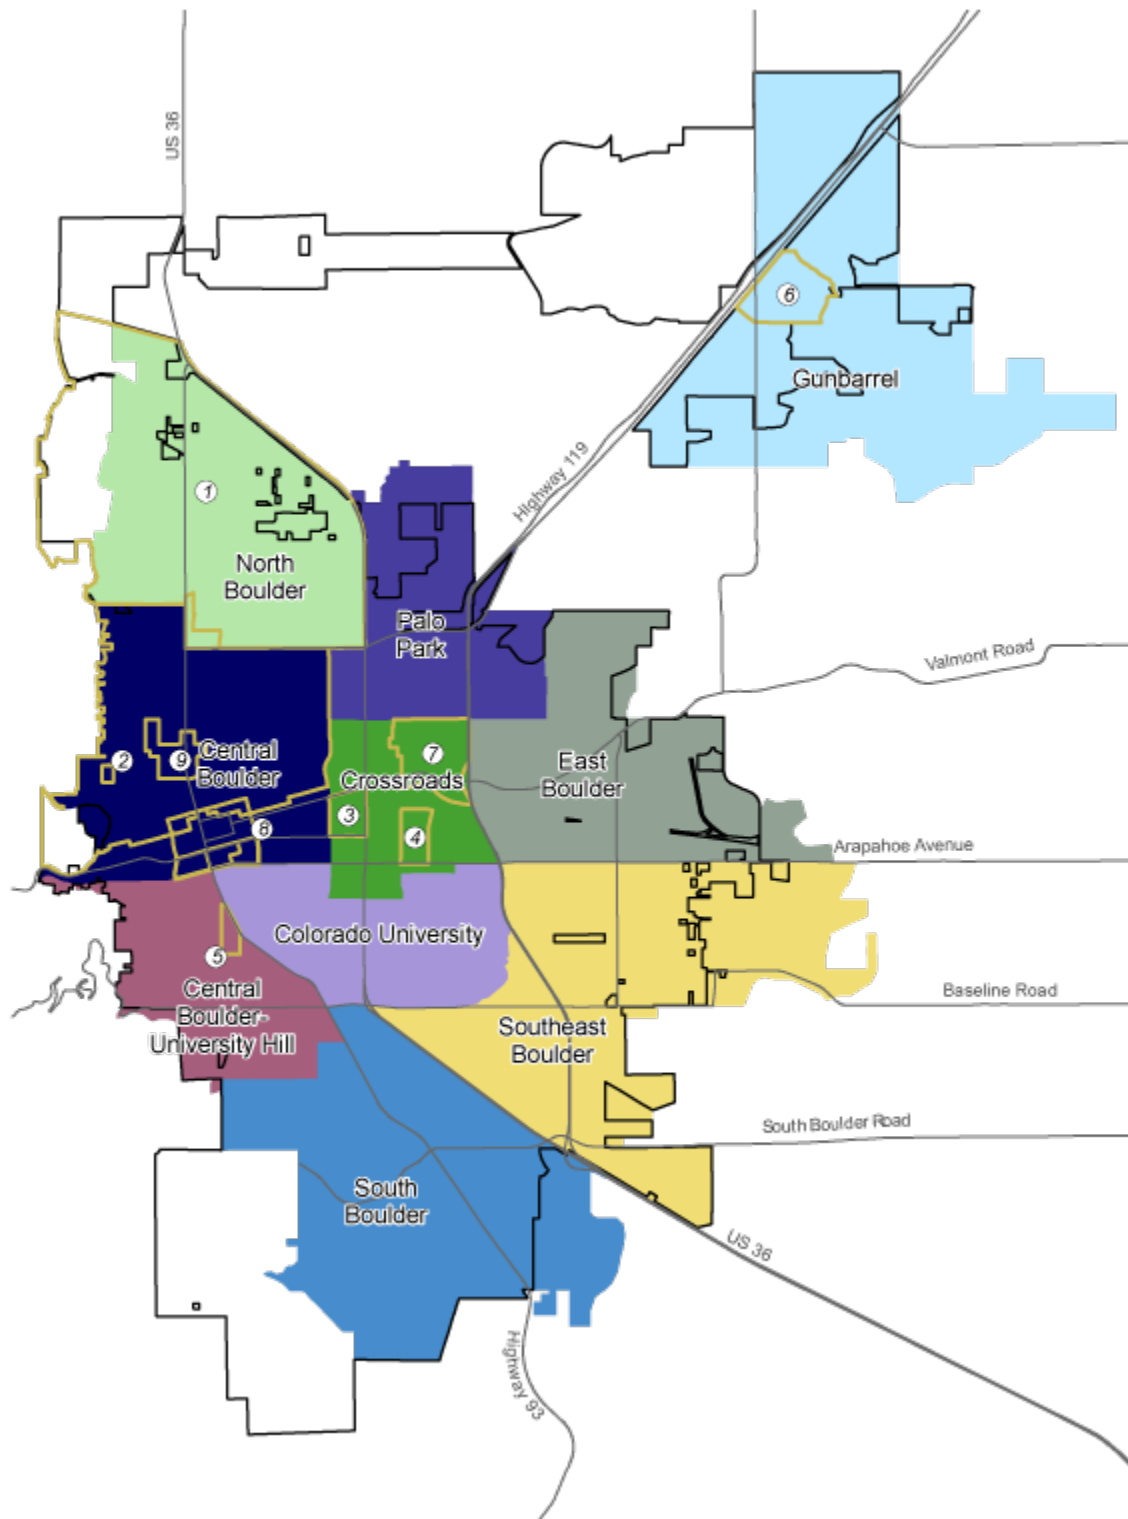 US 36
6
Gunbarrel
Highway 119
1
North
Boulder
Palo
Park
Valmont Road
2
9
Central
Boulder
7
Crossroads
East
Boulder
3
8
4
Arapahoe Avenue
Colorado University
5
Central
Boulder-
University Hill
Baseline Road
Southeast
Boulder
South Boulder Road
South
Boulder
US 36
Highway 93